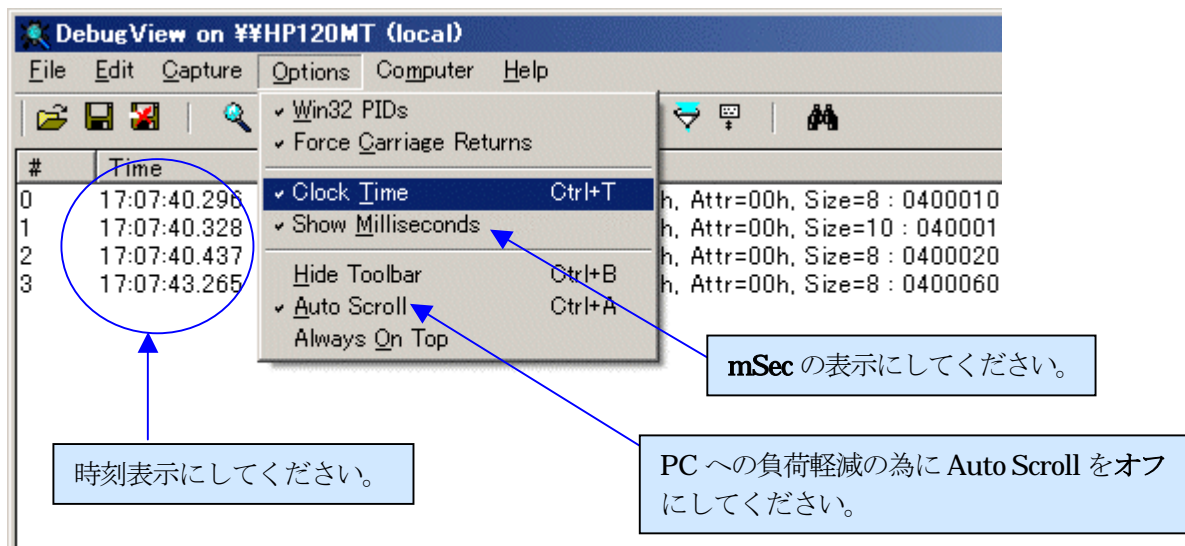 DebugView on ¥¥HP120MT (local)
File Edit Capture Options Computer Help
Win32 PIDs
Force Carriage Returns
# Time
Clock Time Ctrl+T
Show Milliseconds
Hide Toolbar Ctrl+B
Auto Scroll Ctrl+A
Always On Top
0 17:07:40.296 h, Attr=00h, Size=8 : 0400010
1 17:07:40.328 h, Attr=00h, Size=10 : 040001
2 17:07:40.437 h, Attr=00h, Size=8 : 0400020
3 17:07:43.265 h, Attr=00h, Size=8 : 0400060
mSec の表示にしてください。
時刻表示にしてください。
PC への負荷軽減の為に Auto Scroll をオフ
にしてください。